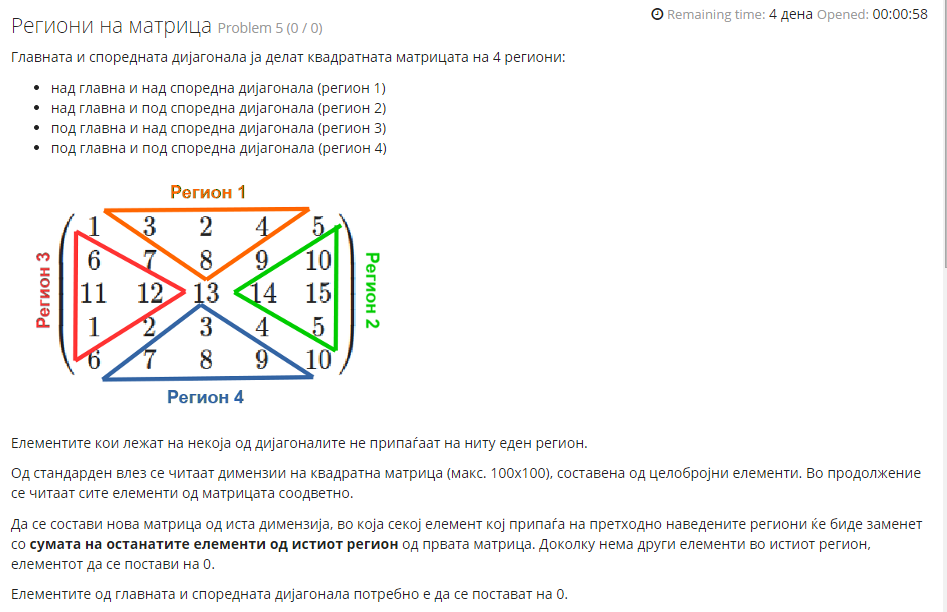 Региони на матрица Problem 5 (0 / 0)
Remaining time: 4 дена Opened: 00:00:58
Главната и споредната дијагонала ја делат квадратната матрицата на 4 региони:
над главна и над споредна дијагонала (регион 1)
над главна и под споредна дијагонала (регион 2)
под главна и над споредна дијагонала (регион 3)
под главна и под споредна дијагонала (регион 4)
Регион 1
Регион 3
1 3 2 4 5
6 7 8 9 10
11 12 13 14 15
1 2 3 4 5
6 7 8 9 10
Регион 2
Регион 4
Елементите кои лежат на некоја од дијагоналите не припаѓаат на ниту еден регион.
Од стандарден влез се читаат димензии на квадратна матрица (макс. 100x100), составена од целобројни елементи. Во продолжение
се читаат сите елементи од матрицата соодветно.
Да се состави нова матрица од иста димензија, во која секој елемент кој припаѓа на претходно наведените региони ќе биде заменет
со сумата на останатите елементи од истиот регион од првата матрица. Доколку нема други елементи во истиот регион,
елементот да се постави на 0.
Елементите од главната и споредната дијагонала потребно е да се постават на 0.